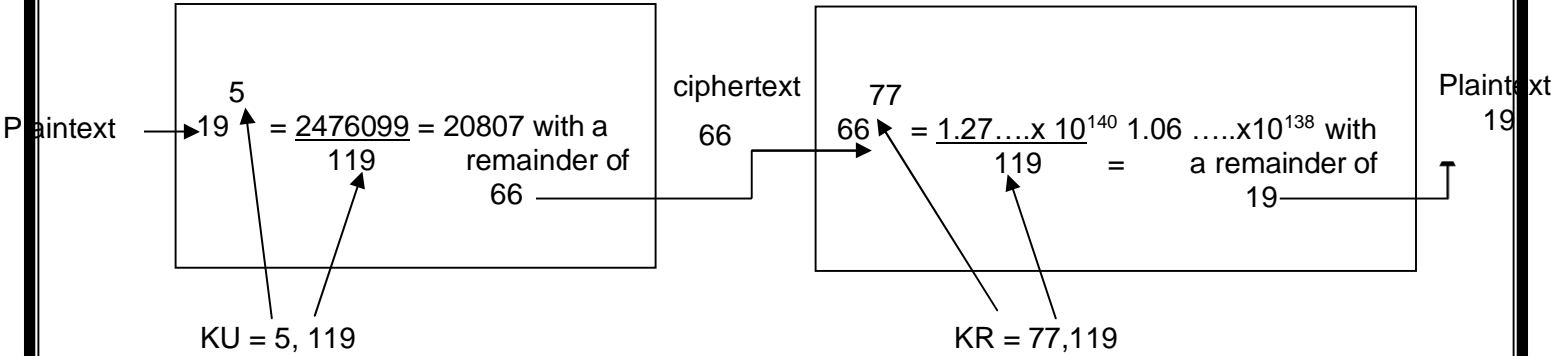 5
Plaintext 19 = 2476099 = 20807 with a
119 remainder of
66
KU = 5, 119
ciphertext
66
77
66 = 1.27....x 10¹⁴⁰ 1.06 .....x10¹³⁸ with
119 = a remainder of
19
KR = 77,119
Plaintext
19